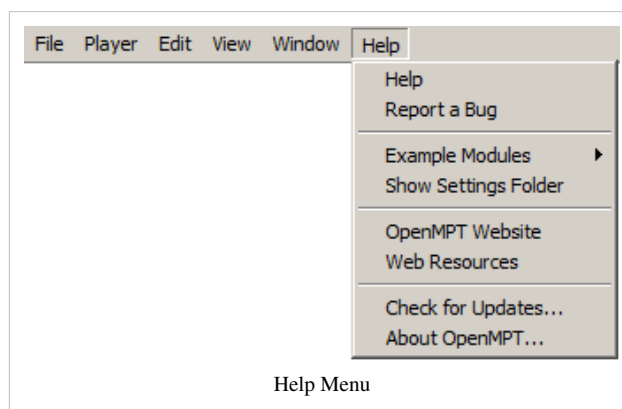 File Player Edit View Window Help
Help
Report a Bug
Example Modules
Show Settings Folder
OpenMPT Website
Web Resources
Check for Updates...
About OpenMPT...
Help Menu